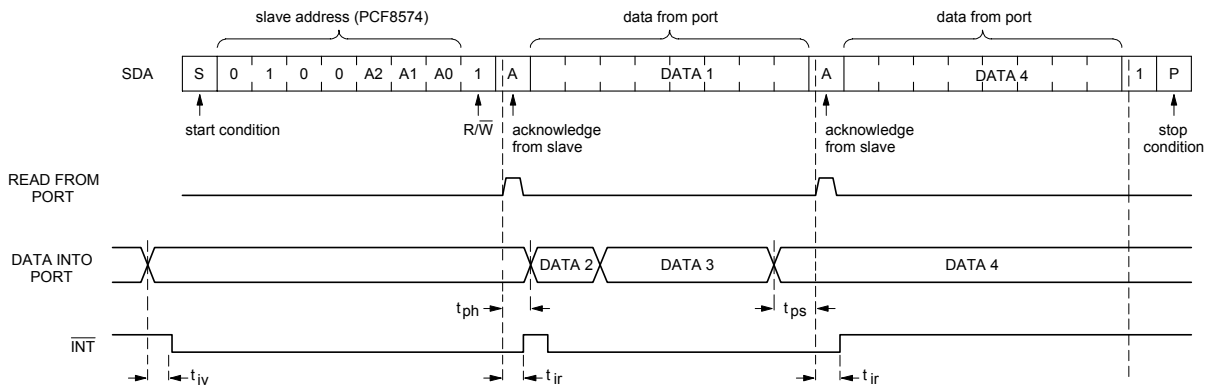 slave address (PCF8574) data from port data from port
SDA S 0 1 0 0 A2 A1 A0 1 A DATA 1 A DATA 4 1 P
start condition R/W acknowledge from slave acknowledge from slave stop condition
READ FROM PORT
DATA INTO PORT DATA 2 DATA 3 DATA 4
tph tps
INT
tiv tir tir